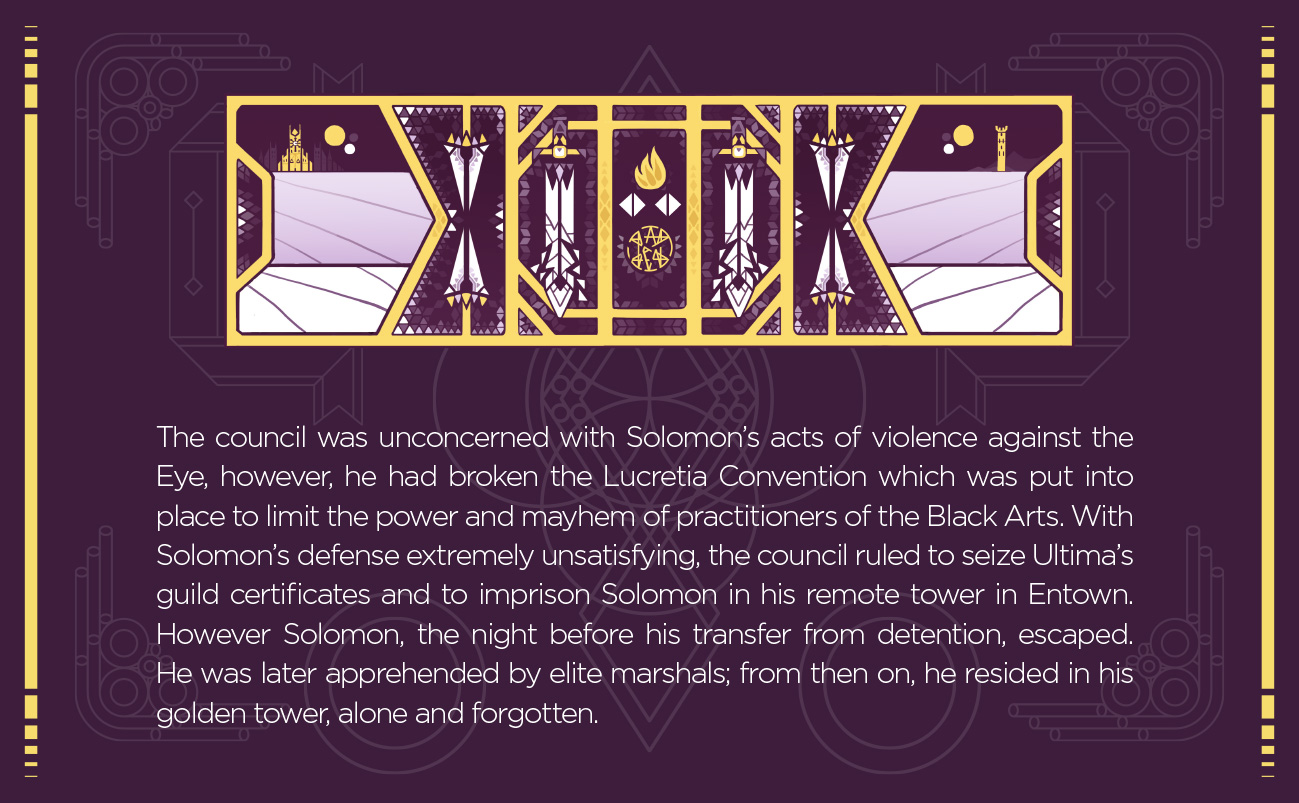 The council was unconcerned with Solomon's acts of violence against the
Eye, however, he had broken the Lucretia Convention which was put into
place to limit the power and mayhem of practitioners of the Black Arts. With
Solomon's defense extremely unsatisfying, the council ruled to seize Ultima's
guild certificates and to imprison Solomon in his remote tower in Entown.
However Solomon, the night before his transfer from detention, escaped.
He was later apprehended by elite marshals; from then on, he resided in his
golden tower, alone and forgotten.